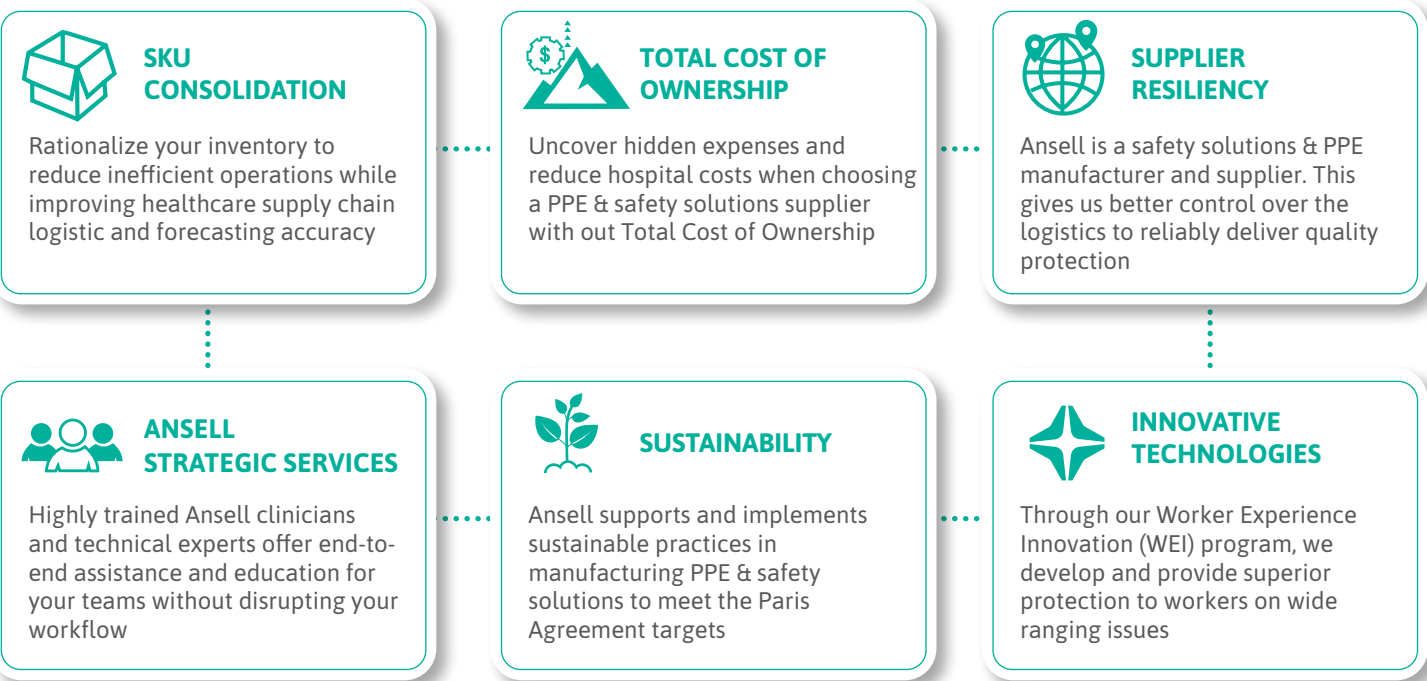 SKU
CONSOLIDATION
Rationalize your inventory to
reduce inefficient operations while
improving healthcare supply chain
logistic and forecasting accuracy
$
TOTAL COST OF
OWNERSHIP
Uncover hidden expenses and
reduce hospital costs when choosing
a PPE & safety solutions supplier
with out Total Cost of Ownership
SUPPLIER
RESILIENCY
Ansell is a safety solutions & PPE
manufacturer and supplier. This
gives us better control over the
logistics to reliably deliver quality
protection
ANSELL
STRATEGIC SERVICES
Highly trained Ansell clinicians
and technical experts offer end-to-
end assistance and education for
your teams without disrupting your
workflow
SUSTAINABILITY
Ansell supports and implements
sustainable practices in
manufacturing PPE & safety
solutions to meet the Paris
Agreement targets
INNOVATIVE
TECHNOLOGIES
Through our Worker Experience
Innovation (WEI) program, we
develop and provide superior
protection to workers on wide
ranging issues